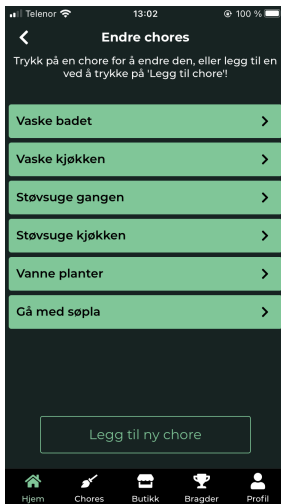 Telenor 13:02 100 %
Endre chores
Trykk på en chore for å endre den, eller legg til en
ved å trykke på 'Legg til chore'!
Vaske badet
Vaske kjøkken
Støvsuge gangen
Støvsuge kjøkken
Vanne planter
Gå med søpla
Legg til ny chore
Hjem Chores Butikk Bragder Profil